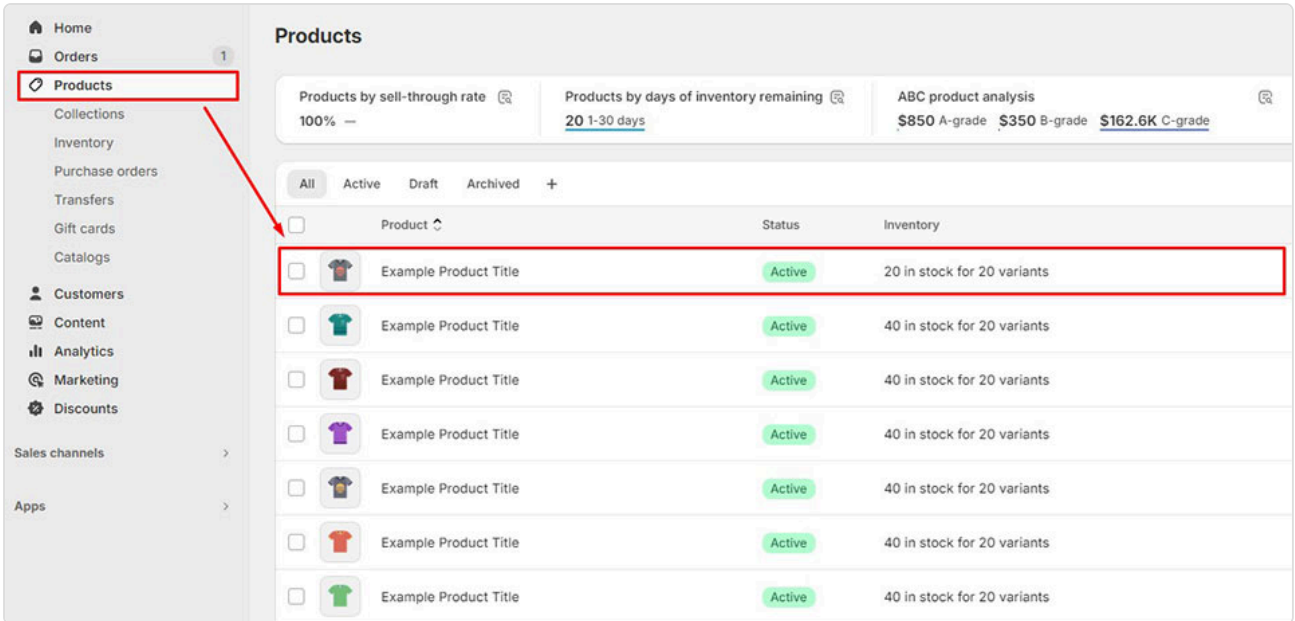 Home
Orders 1
Products
Collections
Inventory
Purchase orders
Transfers
Gift cards
Catalogs
Customers
Content
Analytics
Marketing
Discounts
Sales channels
Apps
Products
Products by sell-through rate
100% —
Products by days of inventory remaining
20 1-30 days
ABC product analysis
$850 A-grade $350 B-grade $162.6K C-grade
All Active Draft Archived +
Product Status Inventory
Example Product Title Active 20 in stock for 20 variants
Example Product Title Active 40 in stock for 20 variants
Example Product Title Active 40 in stock for 20 variants
Example Product Title Active 40 in stock for 20 variants
Example Product Title Active 40 in stock for 20 variants
Example Product Title Active 40 in stock for 20 variants
Example Product Title Active 40 in stock for 20 variants